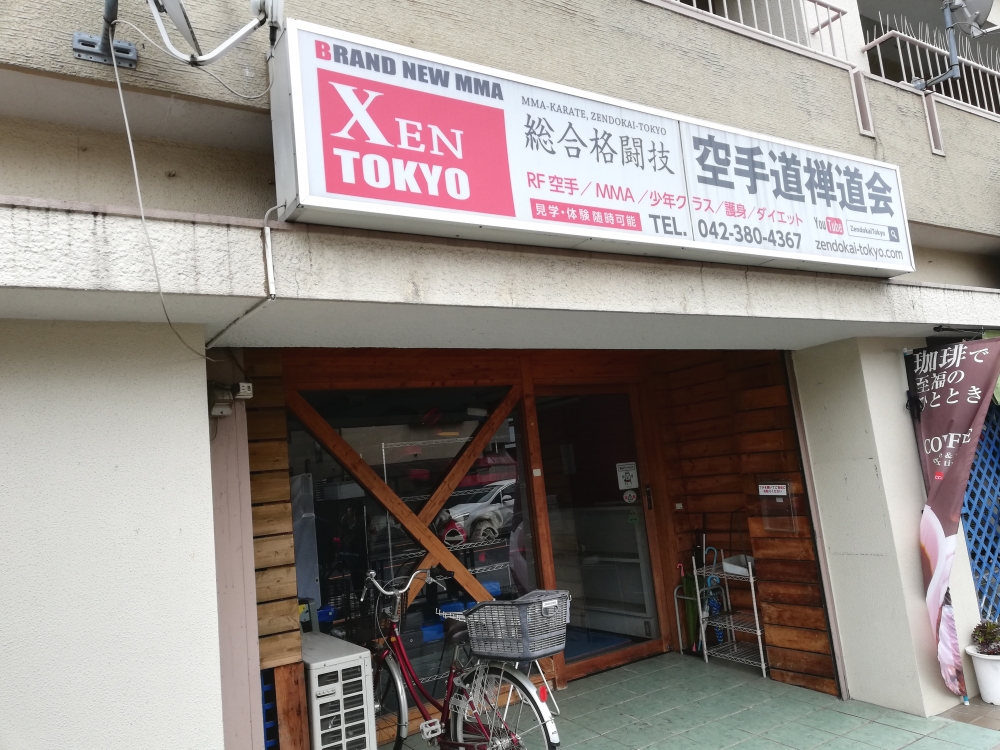 BRAND NEW MMA
XEN
TOKYO
MMA-KARATE, ZENDOKAI-TOKYO
総合格闘技
空手道禅道会
RF空手／MMA／少年クラス／護身／ダイエット
見学・体験随時可能
TEL. 042-380-4367
YouTube ZendokaiTokyo
zendokai-tokyo.com
珈琲で
至福の
ひととき
COFFE